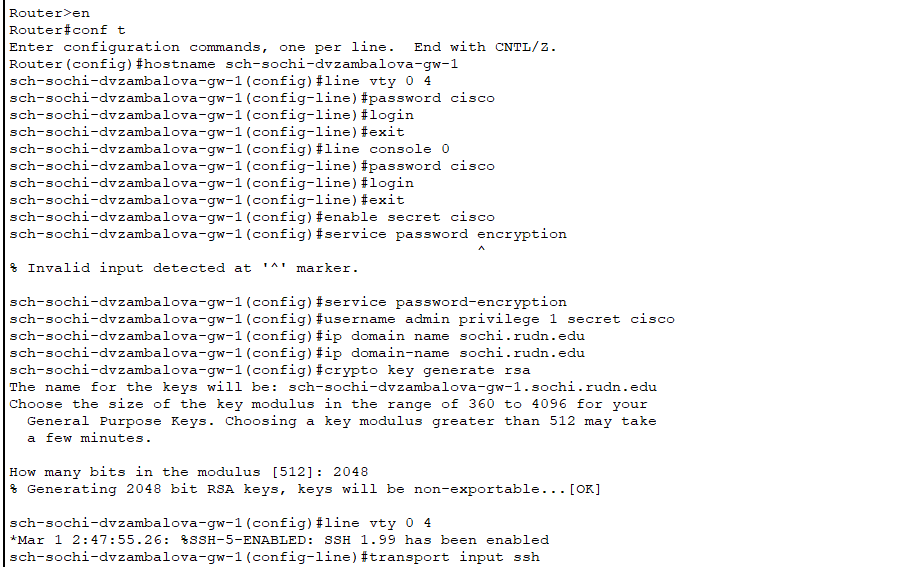 Router>en
Router#conf t
Enter configuration commands, one per line.  End with CNTL/Z.
Router(config)#hostname sch-sochi-dvzambalova-gw-1
sch-sochi-dvzambalova-gw-1(config)#line vty 0 4
sch-sochi-dvzambalova-gw-1(config-line)#password cisco
sch-sochi-dvzambalova-gw-1(config-line)#login
sch-sochi-dvzambalova-gw-1(config-line)#exit
sch-sochi-dvzambalova-gw-1(config)#line console 0
sch-sochi-dvzambalova-gw-1(config-line)#password cisco
sch-sochi-dvzambalova-gw-1(config-line)#login
sch-sochi-dvzambalova-gw-1(config-line)#exit
sch-sochi-dvzambalova-gw-1(config)#enable secret cisco
sch-sochi-dvzambalova-gw-1(config)#service password encryption
                                                    ^
% Invalid input detected at '^' marker.

sch-sochi-dvzambalova-gw-1(config)#service password-encryption
sch-sochi-dvzambalova-gw-1(config)#username admin privilege 1 secret cisco
sch-sochi-dvzambalova-gw-1(config)#ip domain name sochi.rudn.edu
sch-sochi-dvzambalova-gw-1(config)#ip domain-name sochi.rudn.edu
sch-sochi-dvzambalova-gw-1(config)#crypto key generate rsa
The name for the keys will be: sch-sochi-dvzambalova-gw-1.sochi.rudn.edu
Choose the size of the key modulus in the range of 360 to 4096 for your
  General Purpose Keys. Choosing a key modulus greater than 512 may take
  a few minutes.

How many bits in the modulus [512]: 2048
% Generating 2048 bit RSA keys, keys will be non-exportable...[OK]

sch-sochi-dvzambalova-gw-1(config)#line vty 0 4
*Mar 1 2:47:55.26: %SSH-5-ENABLED: SSH 1.99 has been enabled
sch-sochi-dvzambalova-gw-1(config-line)#transport input ssh